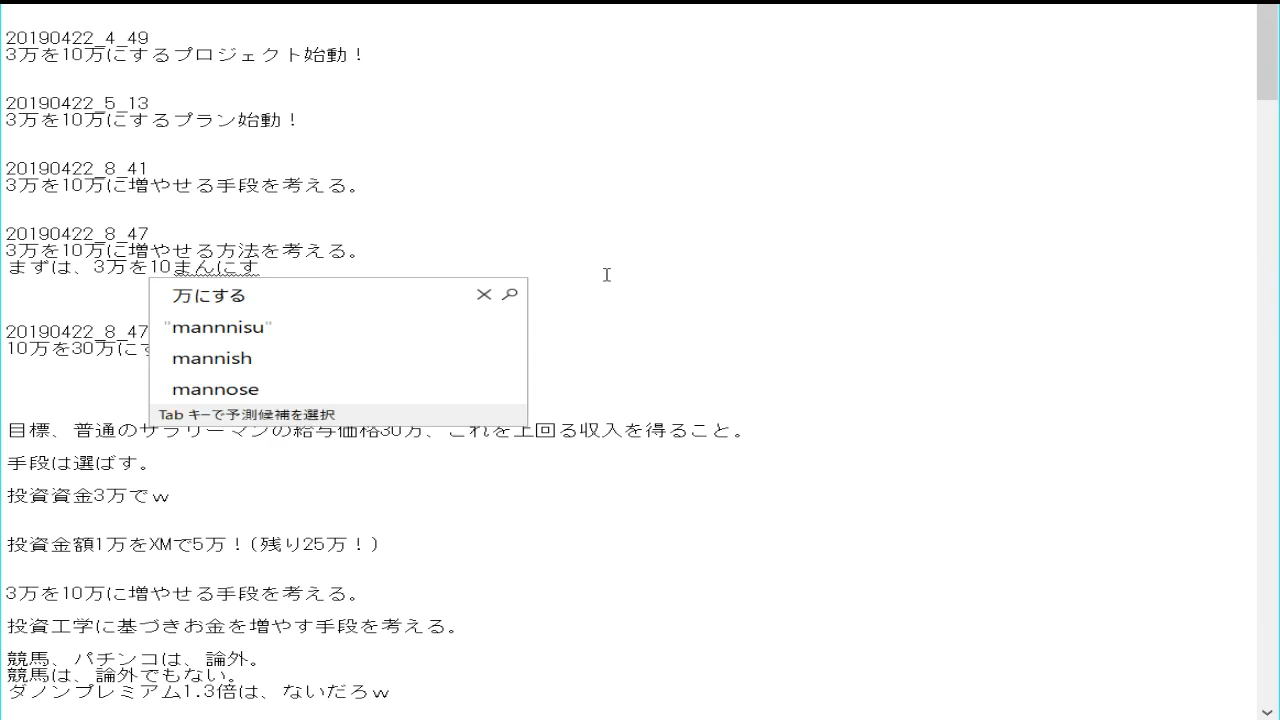 20190422_4_49
3万を10万にするプロジェクト始動！
20190422_5_13
3万を10万にするプラン始動！
20190422_8_41
3万を10万に増やせる手段を考える。
20190422_8_47
3万を10万に増やせる方法を考える。
まずは、3万を10まんにす
万にする
"mannnisu"
mannish
mannose
Tab キーで予測候補を選択
20190422_8_47
10万を30万にす
目標、普通のサラリーマンの給与価格30万、これを上回る収入を得ること。
手段は選ばす。
投資資金3万でｗ
投資金額1万をXMで5万！(残り25万！)
3万を10万に増やせる手段を考える。
投資工学に基づきお金を増やす手段を考える。
競馬、パチンコは、論外。
競馬は、論外でもない。
ダノンプレミアム1.3倍は、ないだろｗ